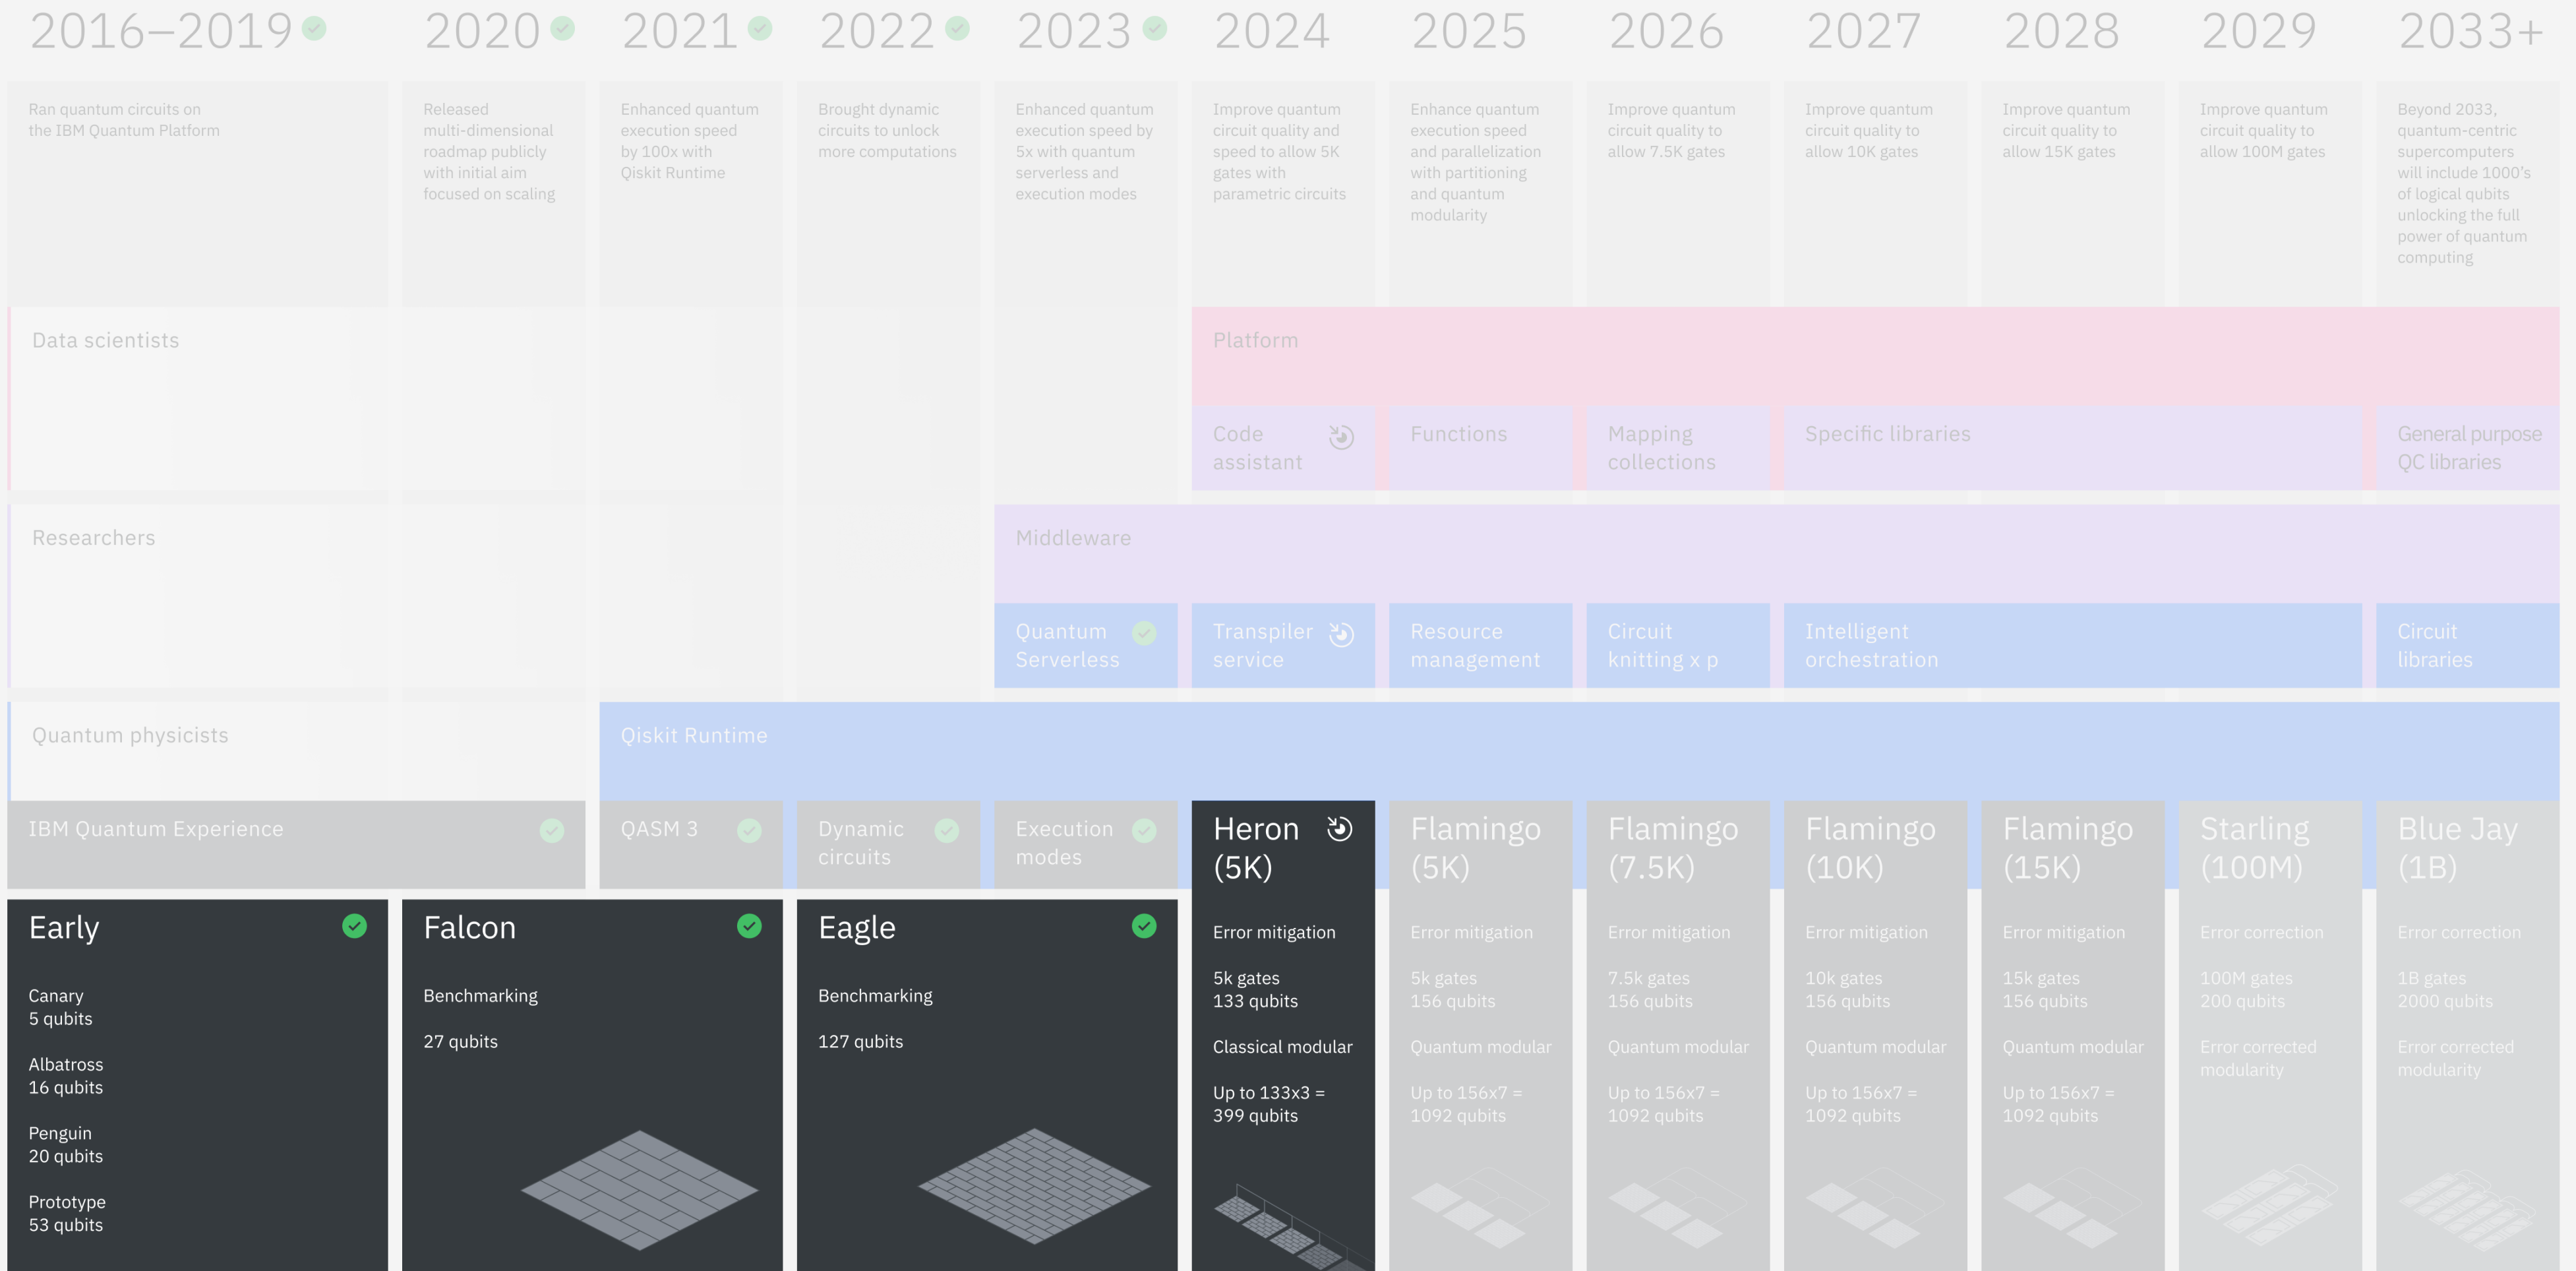 2016–2019
2020
2021
2022
2023
2024
2025
2026
2027
2028
2029
2033+
Ran quantum circuits on
the IBM Quantum Platform
Released
multi-dimensional
roadmap publicly
with initial aim
focused on scaling
Enhanced quantum
execution speed
by 100x with
Qiskit Runtime
Brought dynamic
circuits to unlock
more computations
Enhanced quantum
execution speed by
5x with quantum
serverless and
execution modes
Improve quantum
circuit quality and
speed to allow 5K
gates with
parametric circuits
Enhance quantum
execution speed
and parallelization
with partitioning
and quantum
modularity
Improve quantum
circuit quality to
allow 7.5K gates
Improve quantum
circuit quality to
allow 10K gates
Improve quantum
circuit quality to
allow 15K gates
Improve quantum
circuit quality to
allow 100M gates
Beyond 2033,
quantum-centric
supercomputers
will include 1000's
of logical qubits
unlocking the full
power of quantum
computing
Data scientists
Platform
Code
assistant
Functions
Mapping
collections
Specific libraries
General purpose
QC libraries
Researchers
Middleware
Quantum
Serverless
Transpiler
service
Resource
management
Circuit
knitting x p
Intelligent
orchestration
Circuit
libraries
Quantum physicists
Qiskit Runtime
IBM Quantum Experience
QASM 3
Dynamic
circuits
Execution
modes
Early
Canary
5 qubits
Albatross
16 qubits
Penguin
20 qubits
Prototype
53 qubits
Falcon
Benchmarking
27 qubits
Eagle
Benchmarking
127 qubits
Heron
(5K)
Error mitigation
5k gates
133 qubits
Classical modular
Up to 133x3 =
399 qubits
Flamingo
(5K)
Error mitigation
5k gates
156 qubits
Quantum modular
Up to 156x7 =
1092 qubits
Flamingo
(7.5K)
Error mitigation
7.5k gates
156 qubits
Quantum modular
Up to 156x7 =
1092 qubits
Flamingo
(10K)
Error mitigation
10k gates
156 qubits
Quantum modular
Up to 156x7 =
1092 qubits
Flamingo
(15K)
Error mitigation
15k gates
156 qubits
Quantum modular
Up to 156x7 =
1092 qubits
Starling
(100M)
Error correction
100M gates
200 qubits
Error corrected
modularity
Blue Jay
(1B)
Error correction
1B gates
2000 qubits
Error corrected
modularity